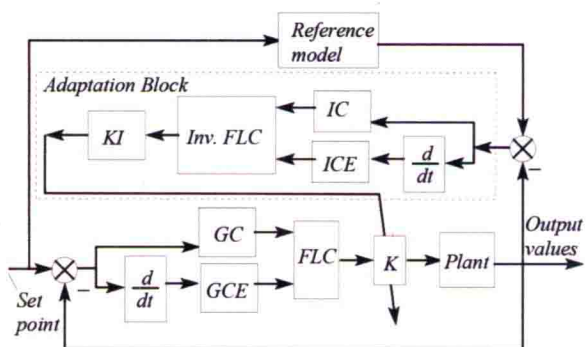 Reference
model
Adaptation Block
KI
Inv. FLC
IC
ICE
d
dt
−
GC
GCE
FLC
K
Plant
Output
values
−
d
dt
Set
point